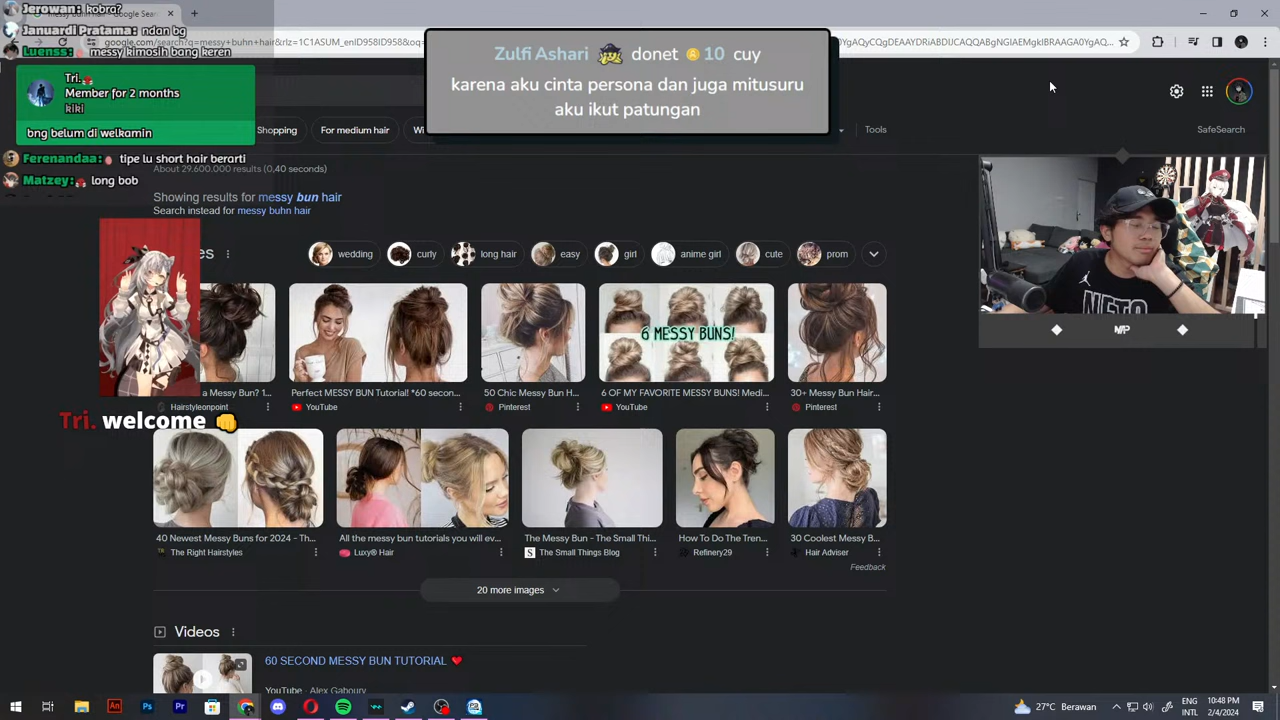 Jerowan: kobra?
messy buhn hair - Google Sear
Januardi Pratama: ndan bg
Luenss: messy kimosih bang keren
Tri.
Member for 2 months
kiki
bng belum di welkamin
Ferenandaa: tipe lu short hair berarti
Matzey: long bob
Zulfi Ashari donet 10 cuy
karena aku cinta persona dan juga mitusuru
aku ikut patungan
Shopping
For medium hair
Tools
SafeSearch
About 29.600.000 results (0,40 seconds)
Showing results for messy bun hair
Search instead for messy buhn hair
wedding
curly
long hair
easy
girl
anime girl
cute
prom
NETS
6 MESSY BUNS!
a Messy Bun? 1...
Hairstyleonpoint
Perfect MESSY BUN Tutorial! *60 secon...
YouTube
50 Chic Messy Bun H...
Pinterest
6 OF MY FAVORITE MESSY BUNS! Medi...
YouTube
30+ Messy Bun Hair...
Pinterest
Tri. welcome
40 Newest Messy Buns for 2024 - Th...
The Right Hairstyles
All the messy bun tutorials you will ev...
Luxy® Hair
The Messy Bun - The Small Thi...
The Small Things Blog
How To Do The Tren...
Refinery29
30 Coolest Messy B...
Hair Adviser
Feedback
20 more images
Videos
60 SECOND MESSY BUN TUTORIAL
YouTube · Alex Gaboury
27°C Berawan
ENG
INTL
10:48 PM
2/4/2024